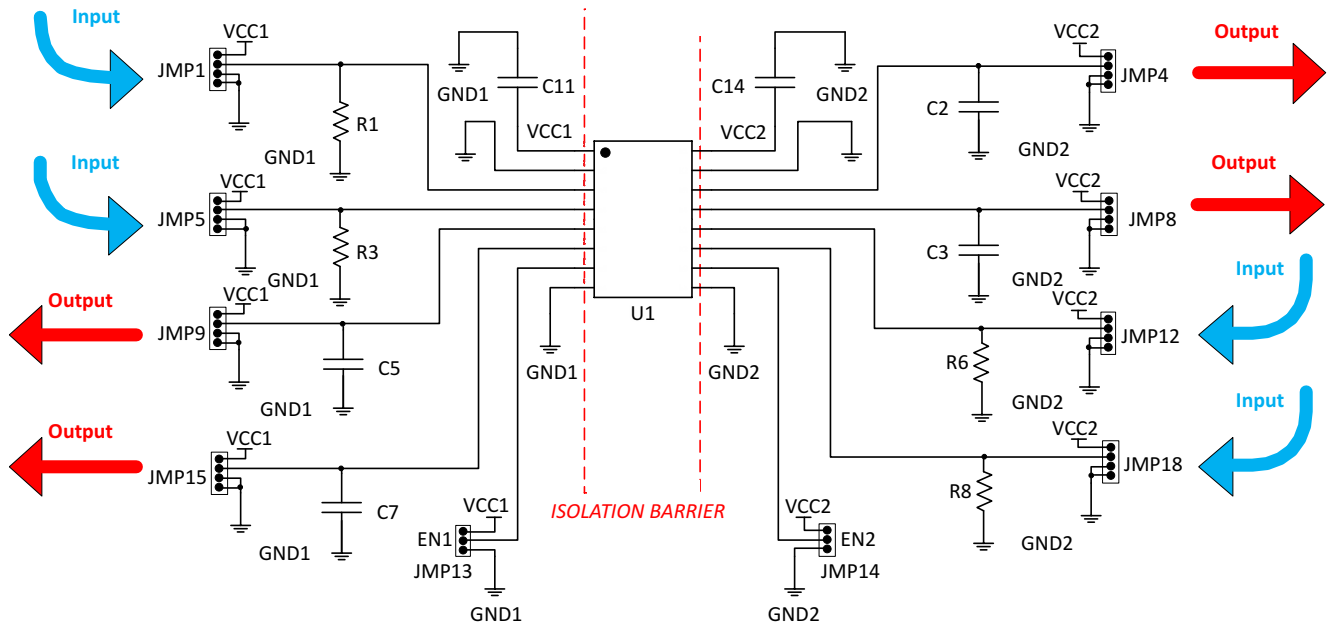 Input
VCC1
JMP1
R1
GND1
GND1
C11
VCC1
C14
GND2
VCC2
VCC2
JMP4
C2
GND2
Output
Input
VCC1
JMP5
R3
GND1
VCC2
JMP8
C3
GND2
Output
Output
VCC1
JMP9
C5
GND1
U1
GND1
GND2
Input
VCC2
JMP12
R6
GND2
Output
VCC1
JMP15
C7
GND1
Input
VCC2
JMP18
R8
GND2
ISOLATION BARRIER
VCC1
EN1
JMP13
GND1
VCC2
EN2
JMP14
GND2